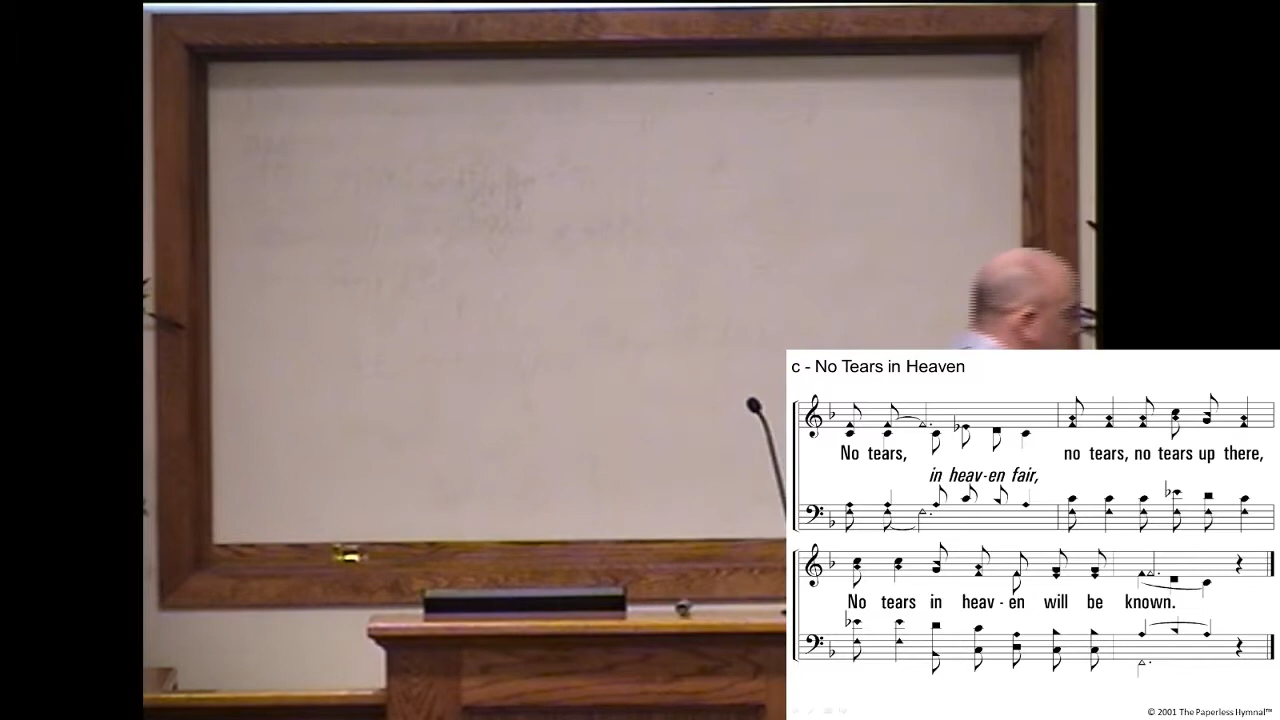 c - No Tears in Heaven
No tears, no tears, no tears up there,
in heav-en fair,
No tears in heav-en will be known.
© 2001 The Paperless Hymnal™